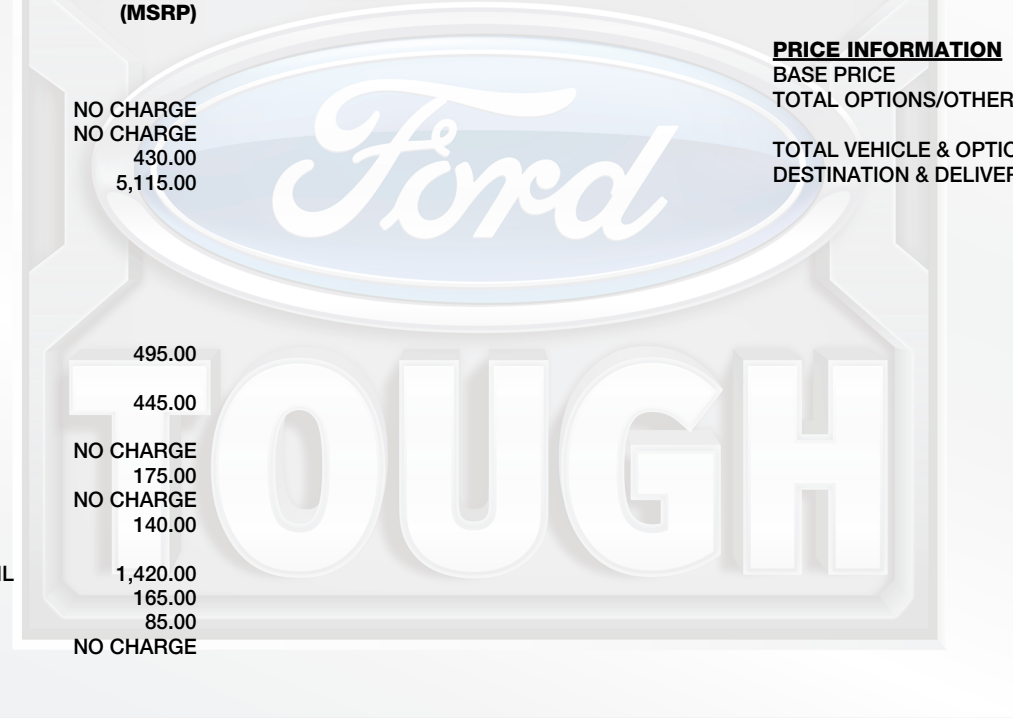 (MSRP)
NO CHARGE
NO CHARGE
430.00
5,115.00
495.00
445.00
NO CHARGE
175.00
NO CHARGE
140.00
1,420.00
165.00
85.00
NO CHARGE
PRICE INFORMATION
BASE PRICE
TOTAL OPTIONS/OTHER
TOTAL VEHICLE &
DESTINATION &
Ford
TOUGH